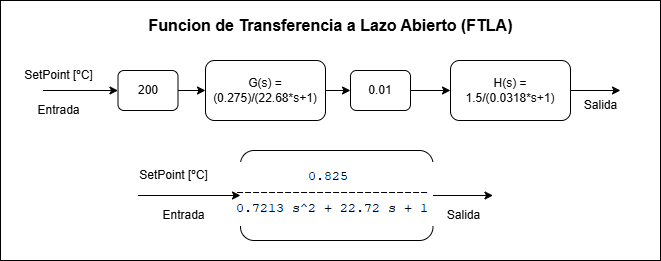 Funcion de Transferencia a Lazo Abierto (FTLA)
SetPoint [ºC]
Entrada
200
G(s) =
(0.275)/(22.68*s+1)
0.01
H(s) =
1.5/(0.0318*s+1)
Salida
SetPoint [ºC]
Entrada
0.825
-----------------------
0.7213 s^2 + 22.72 s + 1
Salida